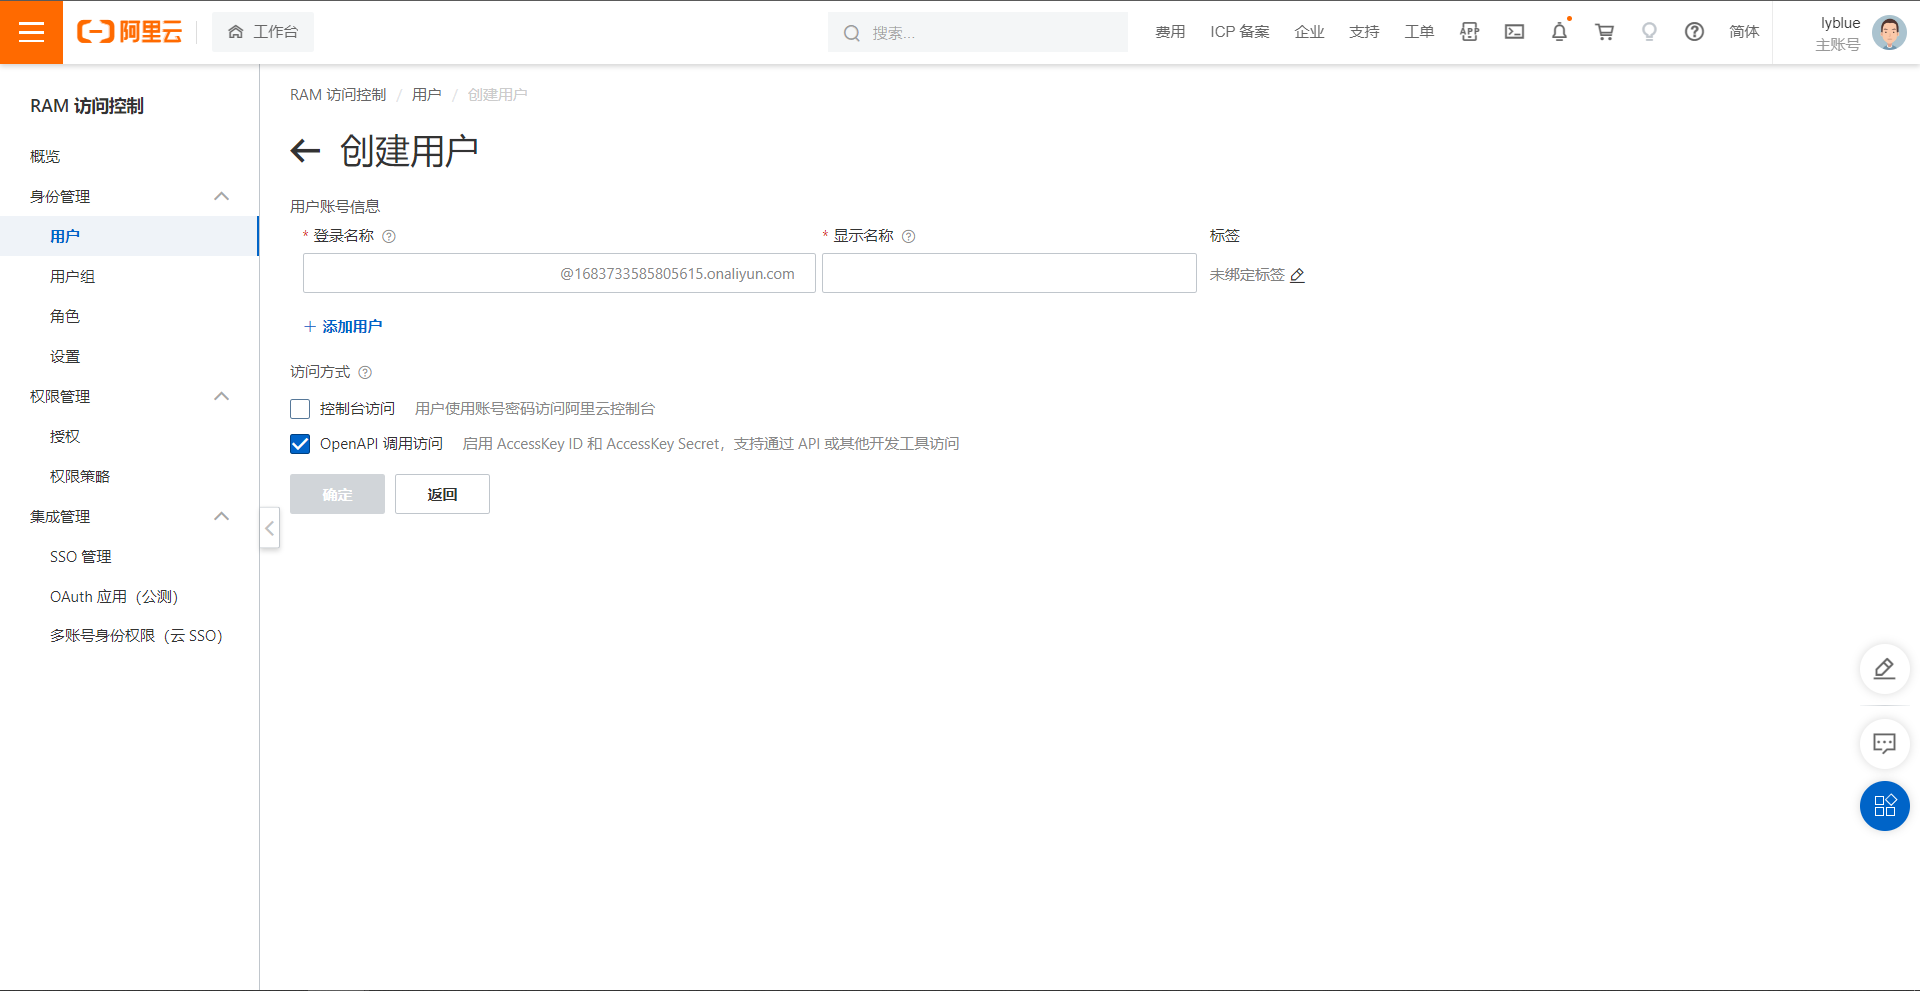 阿里云
工作台
搜索...
费用
ICP 备案
企业
支持
工单
APP
简体
lyblue
主账号
RAM 访问控制
概览
身份管理
用户
用户组
角色
设置
权限管理
授权
权限策略
集成管理
SSO 管理
OAuth 应用（公测）
多账号身份权限（云 SSO）
RAM 访问控制 / 用户 / 创建用户
创建用户
用户账号信息
* 登录名称
* 显示名称
标签
@1683733585805615.onaliyun.com
未绑定标签
+ 添加用户
访问方式
控制台访问 用户使用账号密码访问阿里云控制台
OpenAPI 调用访问 启用 AccessKey ID 和 AccessKey Secret，支持通过 API 或其他开发工具访问
确定
返回